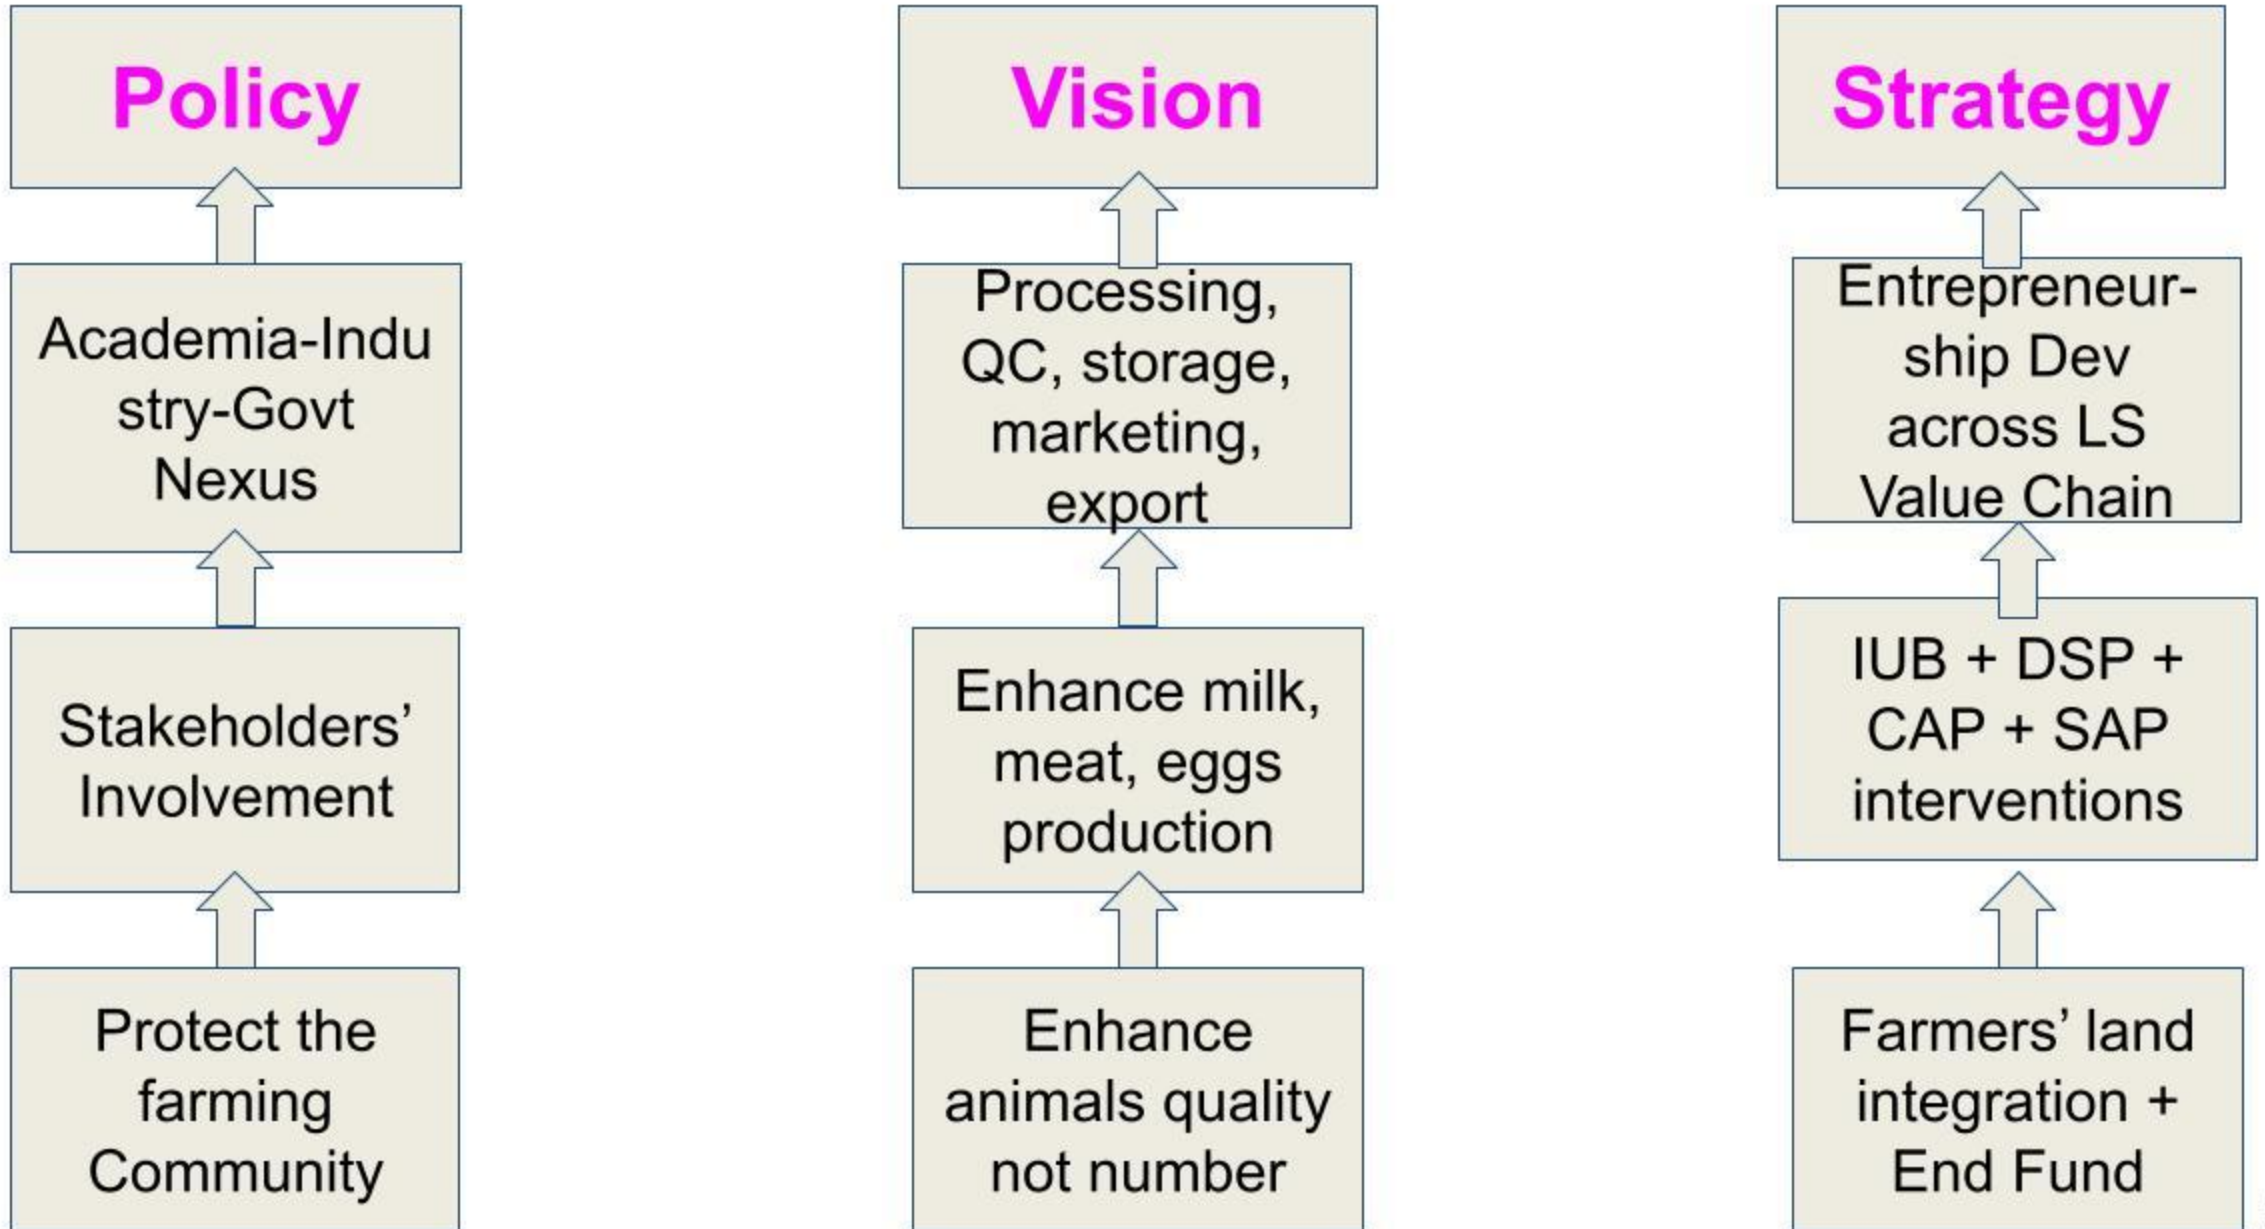 Policy
Academia-Indu
stry-Govt
Nexus
Stakeholders’
Involvement
Protect the
farming
Community
Vision
Processing,
QC, storage,
marketing,
export
Enhance milk,
meat, eggs
production
Enhance
animals quality
not number
Strategy
Entrepreneur-
ship Dev
across LS
Value Chain
IUB + DSP +
CAP + SAP
interventions
Farmers’ land
integration +
End Fund